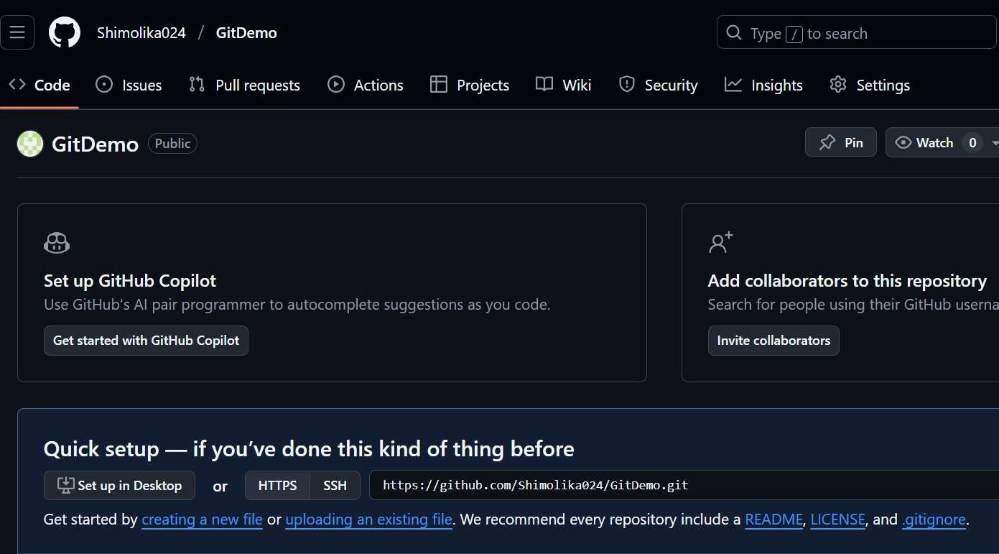 Shimolika024 / GitDemo
Type / to search
Code Issues Pull requests Actions Projects Wiki Security Insights Settings
GitDemo Public
Pin Watch 0
Set up GitHub Copilot
Use GitHub's AI pair programmer to autocomplete suggestions as you code.
Get started with GitHub Copilot
Add collaborators to this repository
Search for people using their GitHub userna
Invite collaborators
Quick setup — if you’ve done this kind of thing before
Set up in Desktop or HTTPS SSH https://github.com/Shimolika024/GitDemo.git
Get started by creating a new file or uploading an existing file. We recommend every repository include a README, LICENSE, and .gitignore.